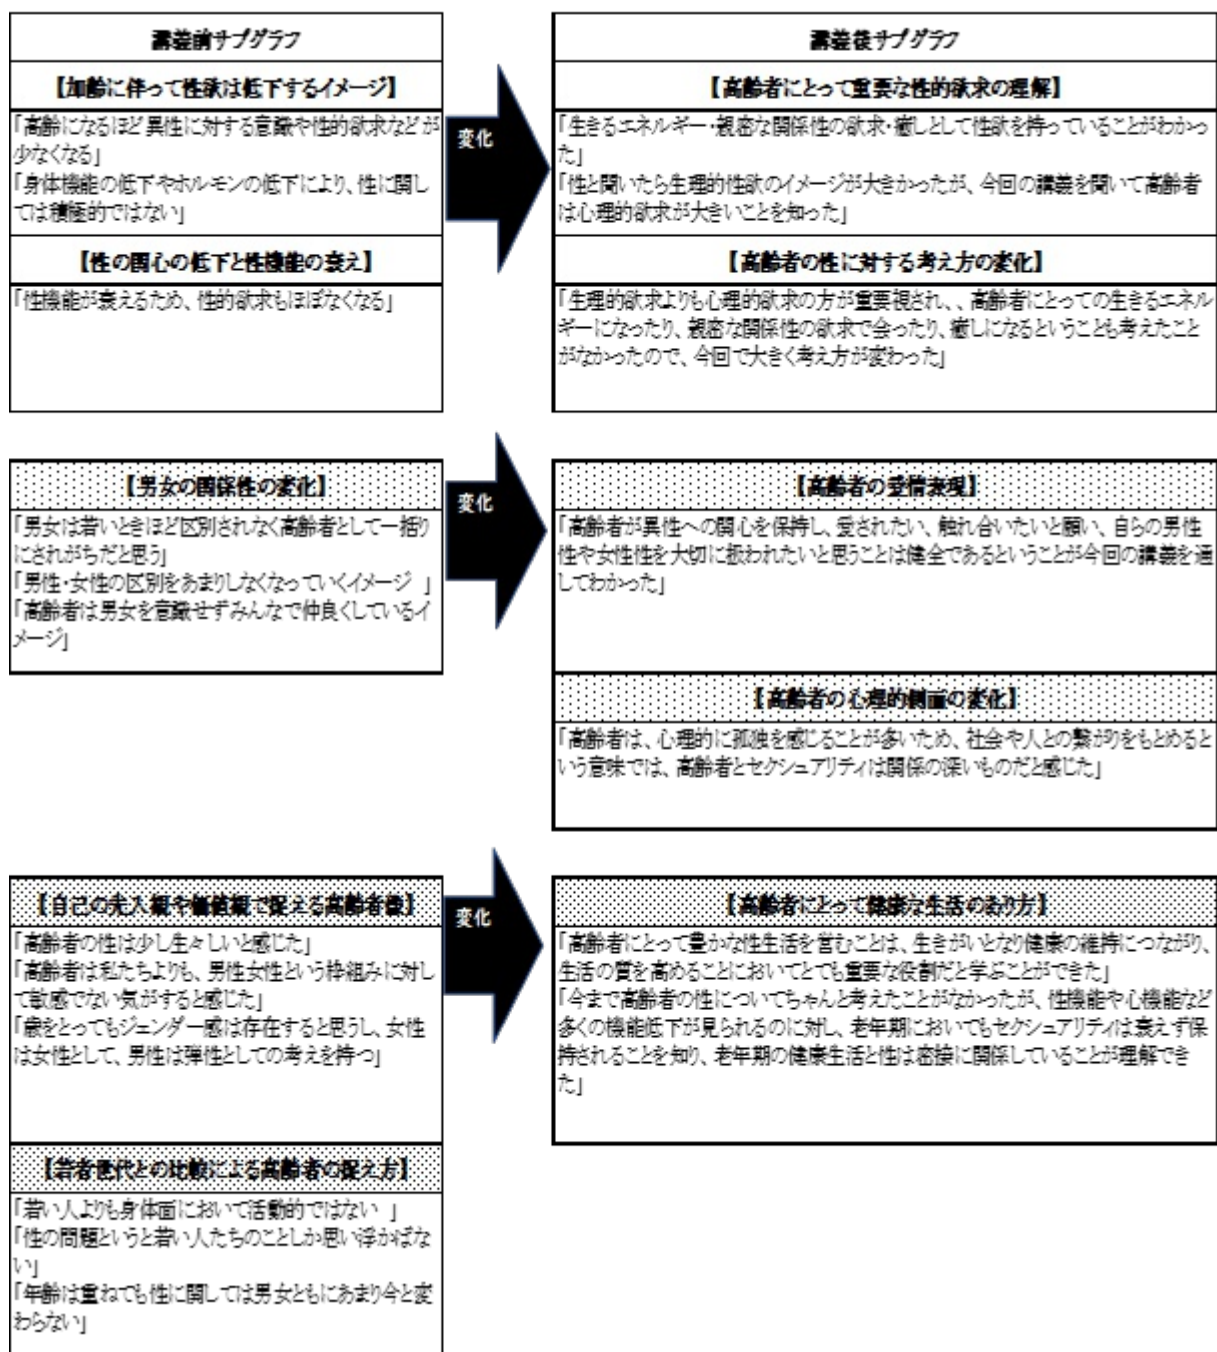 講義前サブグラフ
【加齢に伴って性欲は低下するイメージ】
「高齢になるほど異性に対する意識や性的欲求などが
少なくなる」
「身体機能の低下やホルモンの低下により、性に関し
ては積極的ではない」
【性の関心の低下と性機能の衰え】
「性機能が衰えるため、性的欲求もほぼなくなる」
変化
講義後サブグラフ
【高齢者にとって重要な性的欲求の理解】
「生きるエネルギー・親密な関係性の欲求・癒しとして性欲を持っていることがわかっ
た」
「性と聞いたら生理的性欲のイメージが大きかったが、今回の講義を聞いて高齢者
は心理的欲求が大きいことを知った」
【高齢者の性に対する考え方の変化】
「生理的欲求よりも心理的欲求の方が重要視され、、高齢者にとっての生きるエネル
ギーになったり、親密な関係性の欲求で会ったり、癒しになるということも考えたこと
がなかったので、今回で大きく考え方が変わった」
【男女の関係性の変化】
「男女は若いときほど区別されなく高齢者として一括り
にされがちだと思う」
「男性・女性の区別をあまりしなくなっていくイメージ 」
「高齢者は男女を意識せずみんなで仲良くしているイ
メージ」
変化
【高齢者の愛情表現】
「高齢者が異性への関心を保持し、愛されたい、触れ合いたいと願い、自らの男性
性や女性性を大切に扱われたいと思うことは健全であるということが今回の講義を通
してわかった」
【高齢者の心理的側面の変化】
「高齢者は、心理的に孤独を感じることが多いため、社会や人との繋がりをもとめると
いう意味では、高齢者とセクシュアリティは関係の深いものだと感じた」
【自己の先入観や価値観で捉える高齢者像】
「高齢者の性は少し生々しいと感じた」
「高齢者は私たちよりも、男性女性という枠組みに対し
て敏感でない気がすると感じた」
「歳をとってもジェンダー感は存在すると思うし、女性
は女性として、男性は弾性としての考えを持つ」
変化
【高齢者にとって健康な生活のあり方】
「高齢者にとって豊かな性生活を営むことは、生きがいとなり健康の維持につながり、
生活の質を高めることにおいてとても重要な役割だと学ぶことができた」
「今まで高齢者の性についてちゃんと考えたことがなかったが、性機能や心機能など
多くの機能低下が見られるのに対し、老年期においてもセクシュアリティは衰えず保
持されることを知り、老年期の健康生活と性は密接に関係していることが理解でき
た」
【若者世代との比較による高齢者の捉え方】
「若い人よりも身体面において活動的ではない 」
「性の問題というと若い人たちのことしか思い浮かばな
い」
「年齢は重ねでも性に関しては男女ともにあまり今と変
わらない」